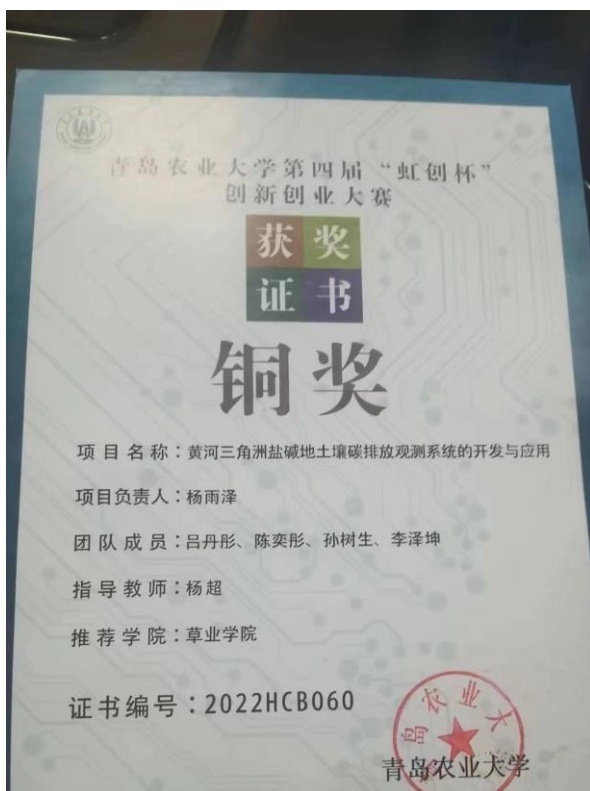 青岛农业大学第四届“虹创杯”
创新创业大赛
获奖
证书
铜奖
项目名称：黄河三角洲盐碱地土壤碳排放观测系统的开发与应用
项目负责人：杨雨泽
团队成员：吕丹彤、陈奕彤、孙树生、李泽坤
指导教师：杨超
推荐学院：草业学院
证书编号：2022HCB060
岛农业大
青岛农业大学